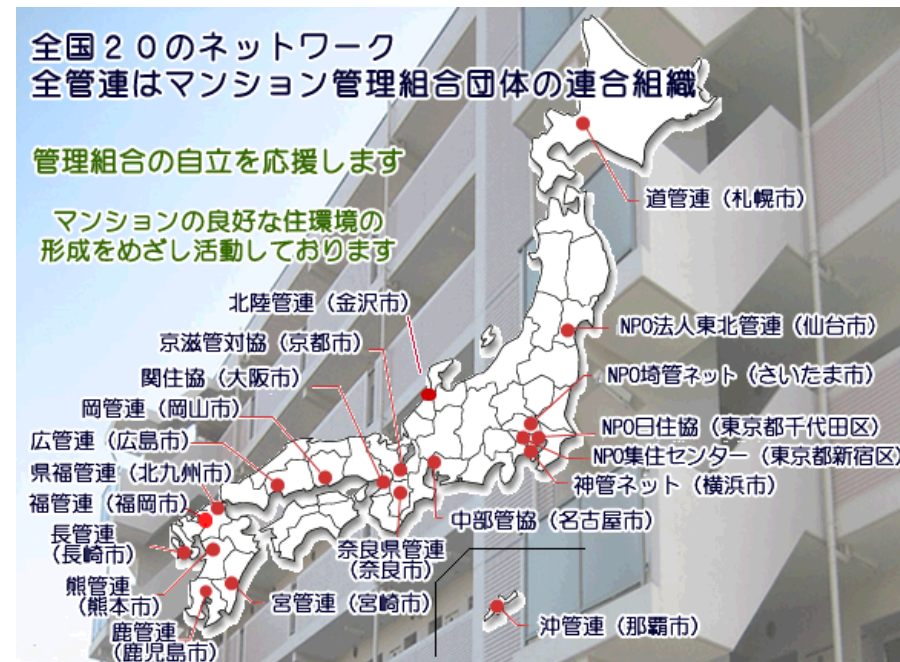 全国２０のネットワーク
全管連はマンション管理組合団体の連合組織
管理組合の自立を応援します
マンションの良好な住環境の
形成をめざし活動しております
道管連（札幌市）
北陸管連（金沢市）
NPO法人東北管連（仙台市）
京滋管対協（京都市）
関住協（大阪市）
NPO埼管ネット（さいたま市）
岡管連（岡山市）
NPO日住協（東京都千代田区）
広管連（広島市）
NPO集住センター（東京都新宿区）
県福管連（北九州市）
神管ネット（横浜市）
福管連（福岡市）
中部管協（名古屋市）
長管連
（長崎市）
奈良県管連
（奈良市）
熊管連
（熊本市）
宮管連（宮崎市）
鹿管連
（鹿児島市）
沖管連（那覇市）